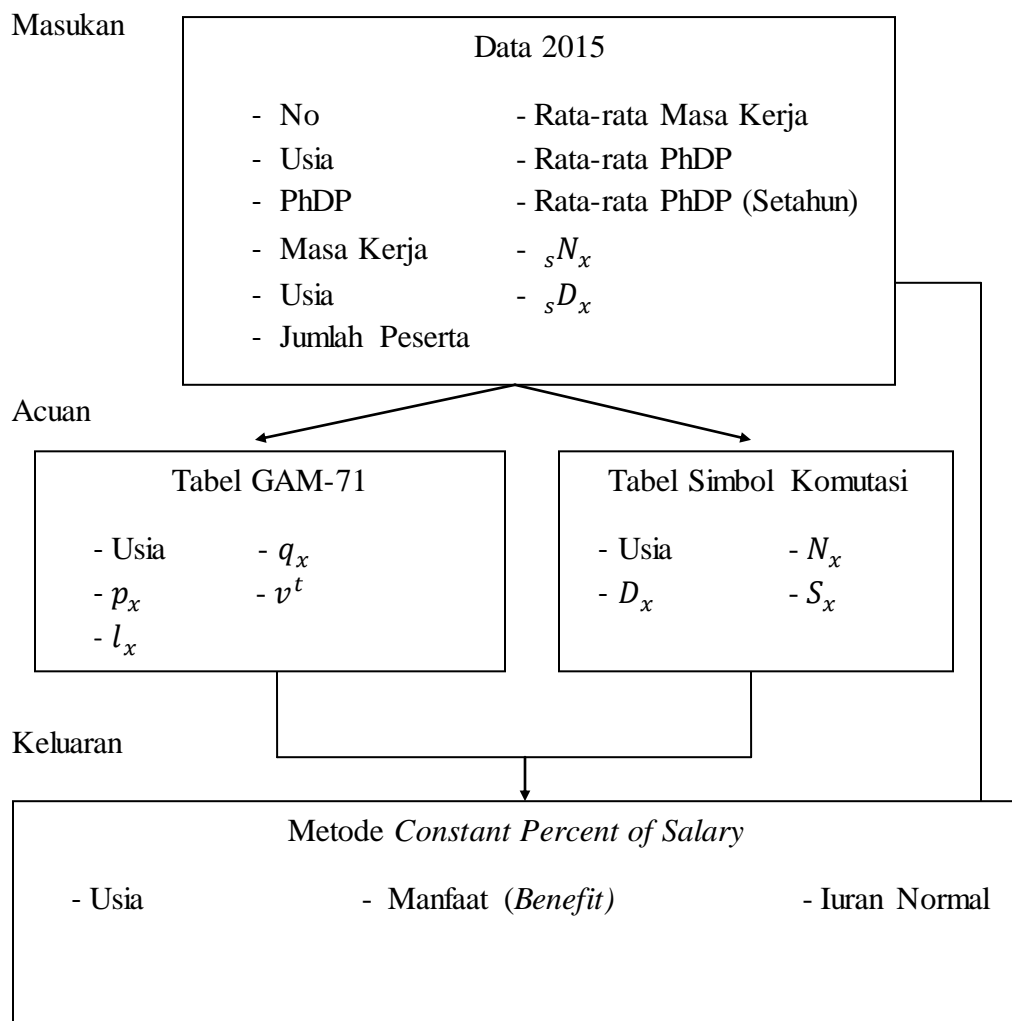 Masukan
Data 2015
- No - Rata-rata Masa Kerja
- Usia - Rata-rata PhDP
- PhDP - Rata-rata PhDP (Setahun)
- Masa Kerja - ₛNₓ
- Usia - ₛDₓ
- Jumlah Peserta
Acuan
Tabel GAM-71
- Usia - qₓ
- pₓ - vᵗ
- lₓ
Tabel Simbol Komutasi
- Usia - Nₓ
- Dₓ - Sₓ
Keluaran
Metode Constant Percent of Salary
- Usia - Manfaat (Benefit) - Iuran Normal